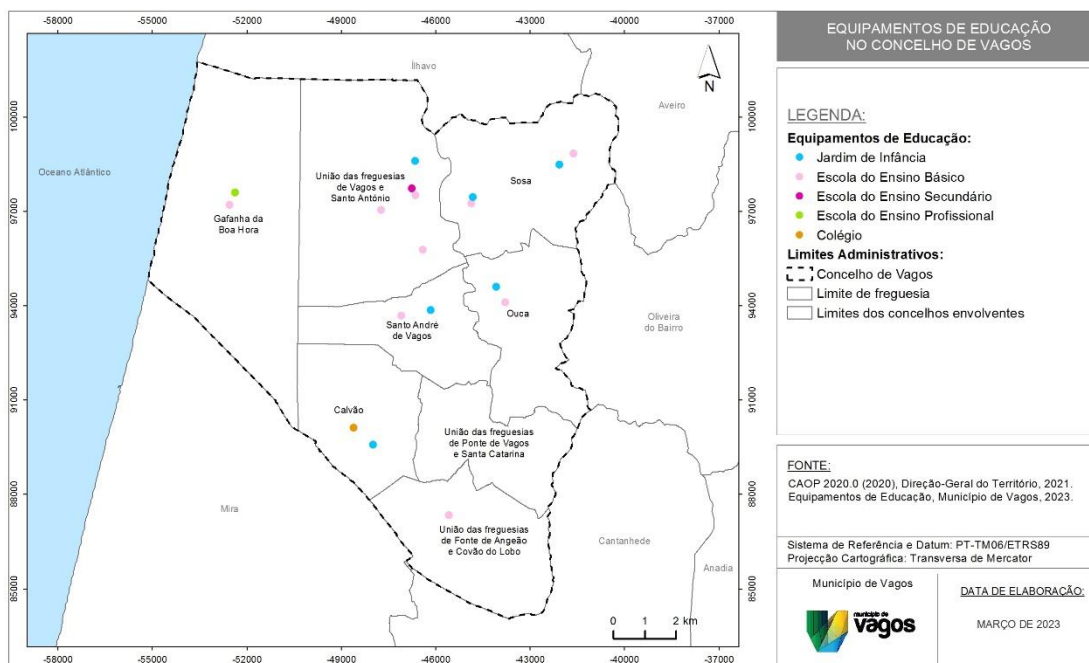 -58000 -55000 -52000 -49000 -46000 -43000 -40000 -37000
EQUIPAMENTOS DE EDUCAÇÃO
NO CONCELHO DE VAGOS
Ílhavo
N
Aveiro
100000
100000
Oceano Atlântico
União das freguesias
de Vagos e
Santo António
Sosa
97000
97000
Gafanha da
Boa Hora
94000
94000
Santo André
de Vagos
Ouca
Oliveira
do Bairro
91000
91000
Calvão
União das freguesias
de Ponte de Vagos
e Santa Catarina
88000
88000
Mira
União das freguesias
de Fonte de Angeão
e Covão do Lobo
Cantanhede
Anadia
85000
85000
0 1 2 km
-58000 -55000 -52000 -49000 -46000 -43000 -40000 -37000
LEGENDA:
Equipamentos de Educação:
Jardim de Infância
Escola do Ensino Básico
Escola do Ensino Secundário
Escola do Ensino Profissional
Colégio
Limites Administrativos:
Concelho de Vagos
Limite de freguesia
Limites dos concelhos envolventes
FONTE:
CAOP 2020.0 (2020), Direção-Geral do Território, 2021.
Equipamentos de Educação, Município de Vagos, 2023.
Sistema de Referência e Datum: PT-TM06/ETRS89
Projecção Cartográfica: Transversa de Mercator
Município de Vagos
município de
vagos
DATA DE ELABORAÇÃO:
MARÇO DE 2023